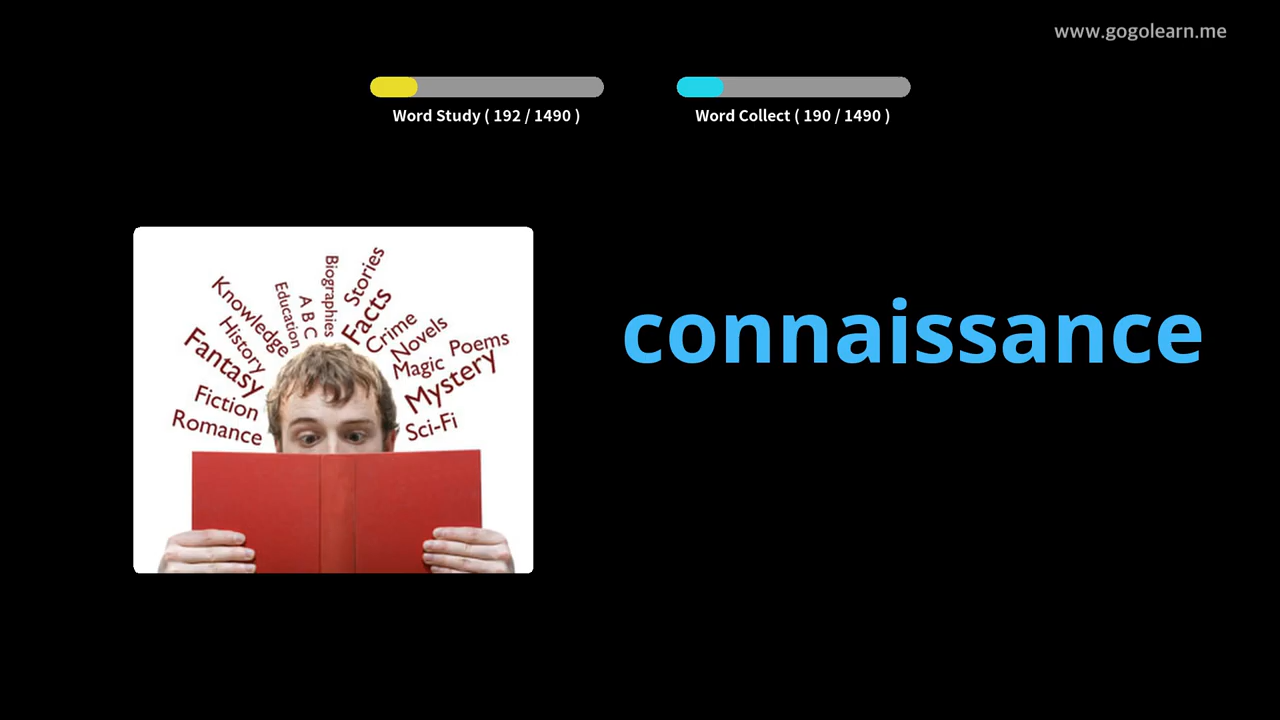 www.gogolearn.me
Word Study ( 192 / 1490 )
Word Collect ( 190 / 1490 )
connaissance
Knowledge
Education
A B C
Biographies
Stories
Facts
Crime
Novels
Poems
History
Magic
Fantasy
Mystery
Fiction
Sci-Fi
Romance